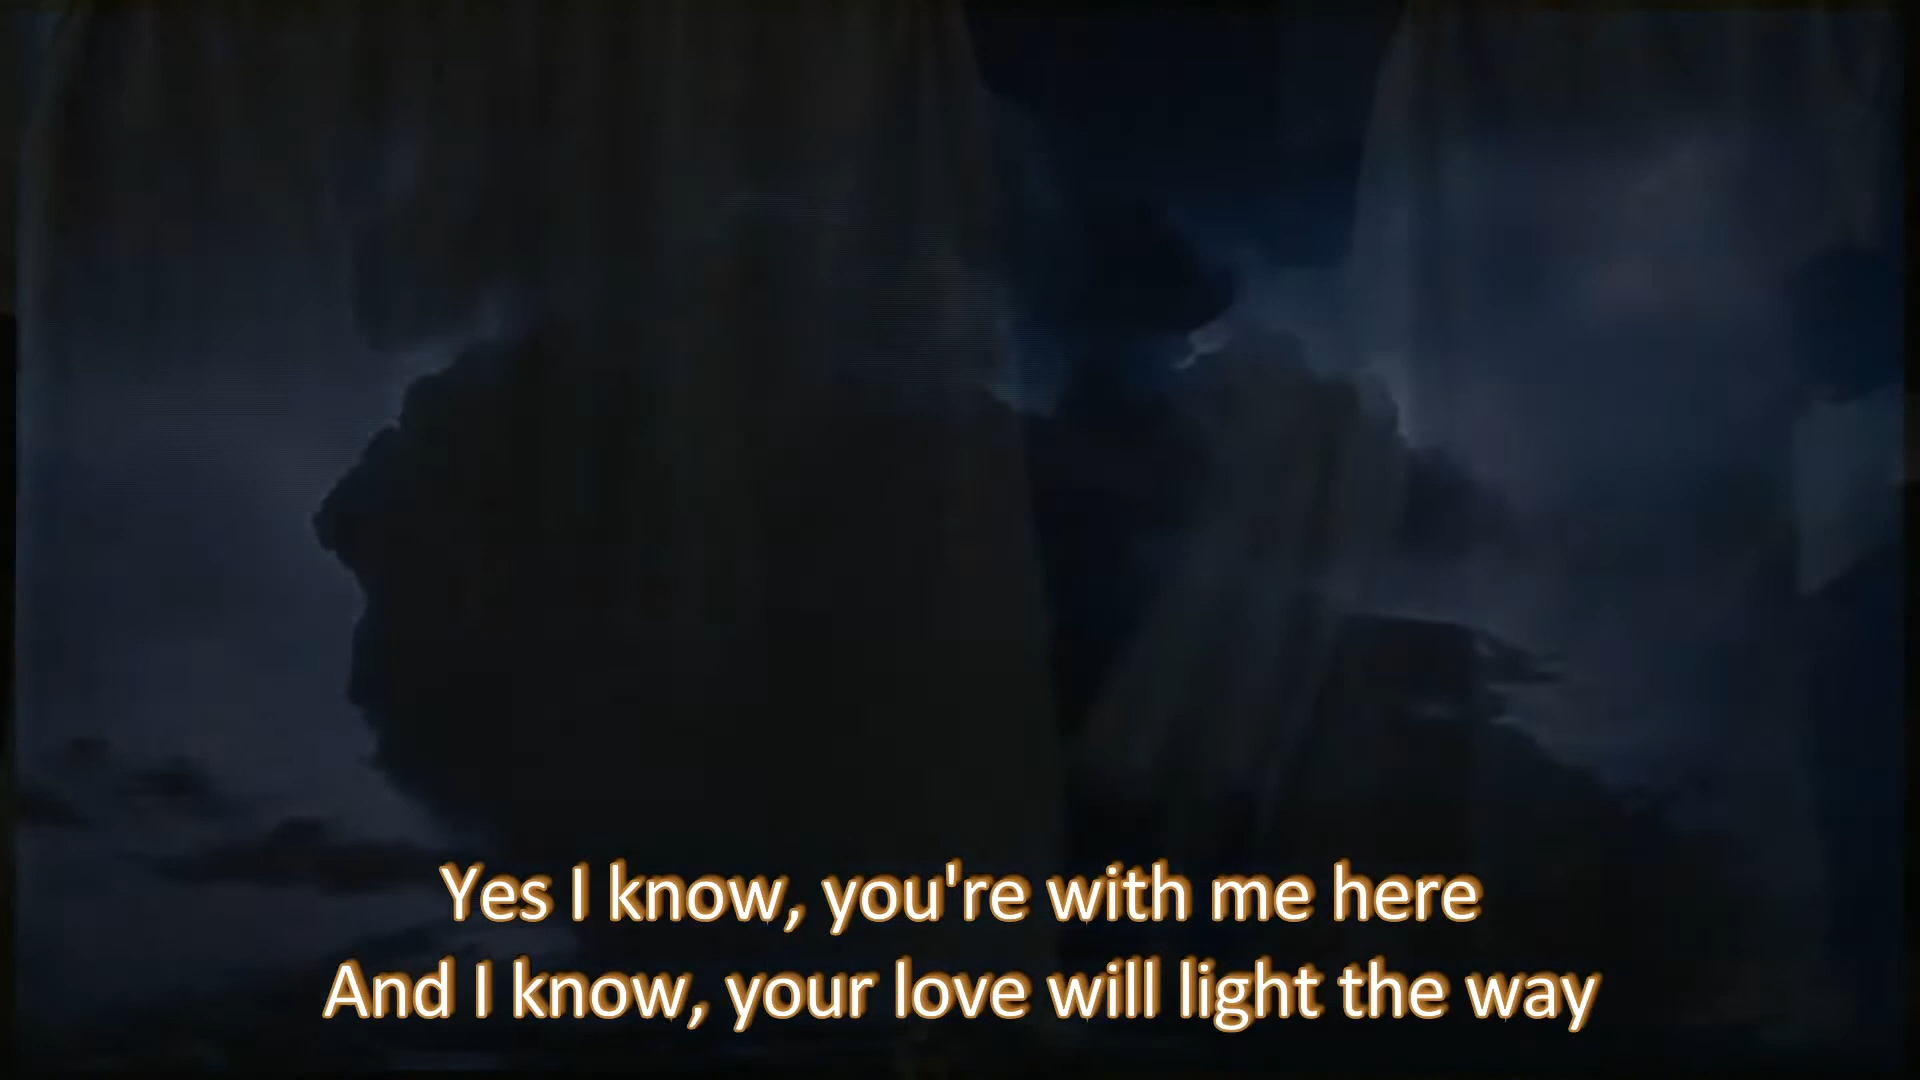 Yes I know, you're with me here
And I know, your love will light the way